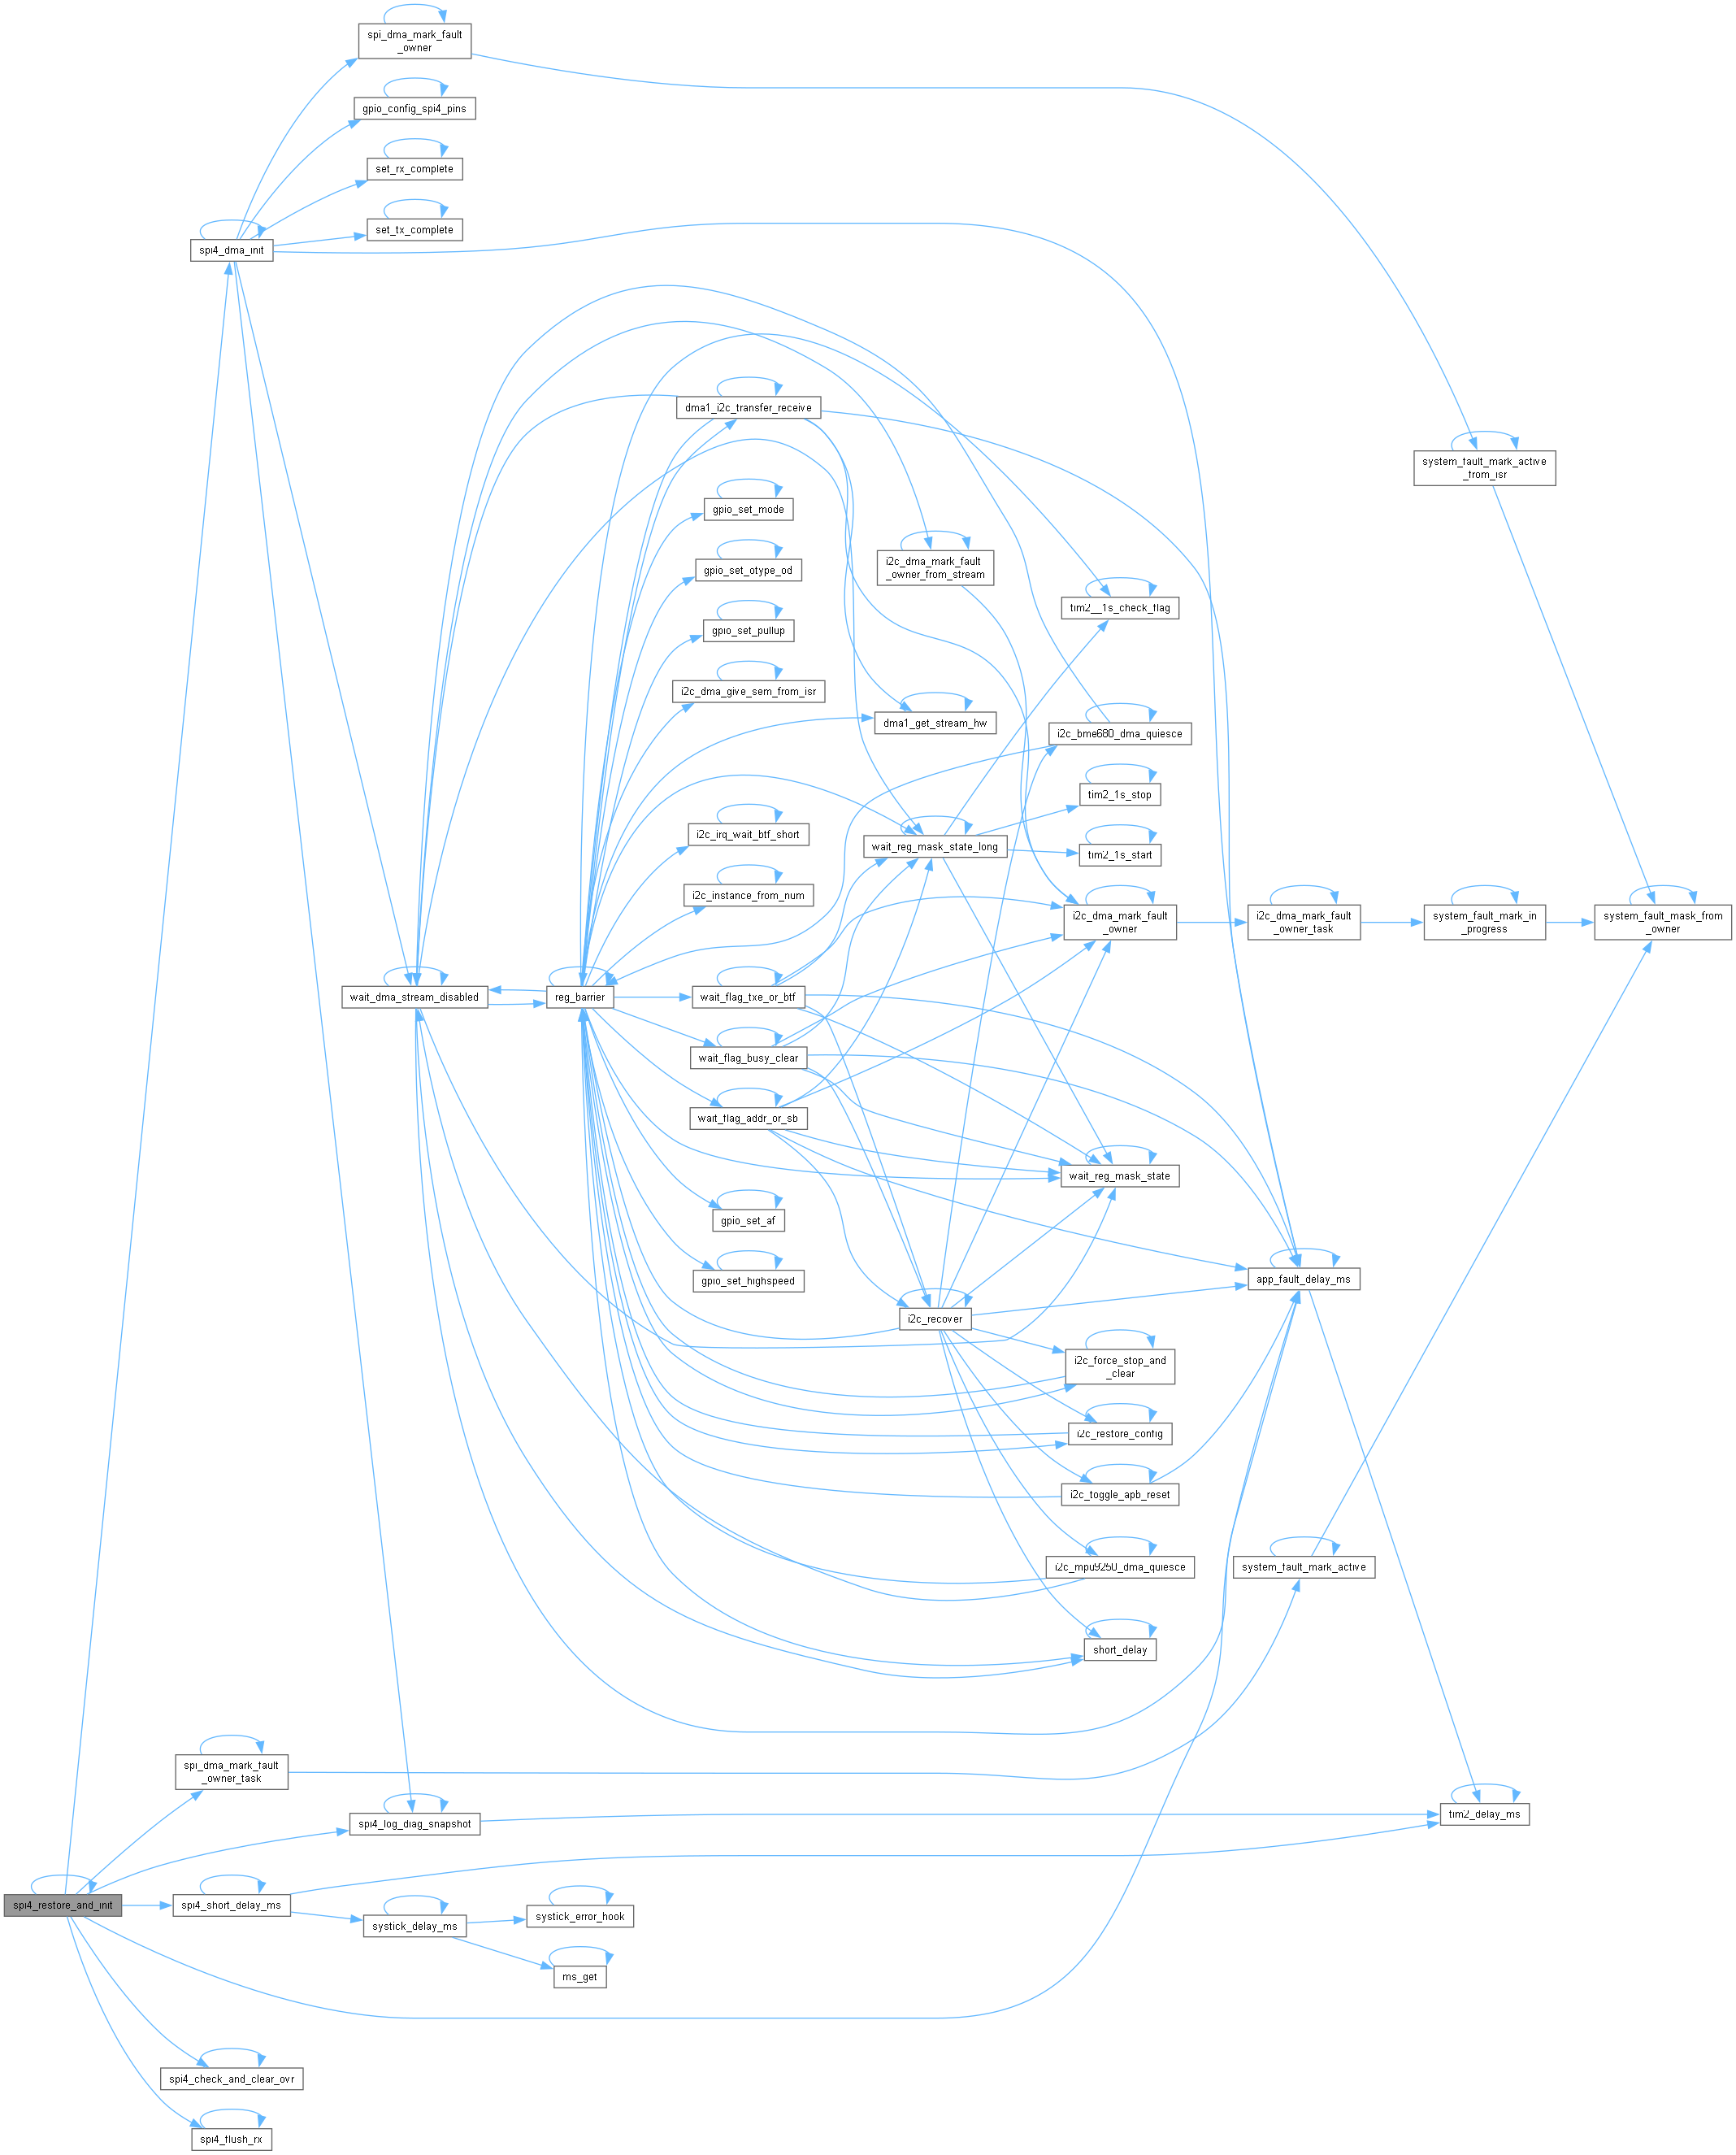 spi_dma_mark_fault
_owner
gpio_config_spi4_pins
set_rx_complete
set_tx_complete
spi4_dma_init
dma1_i2c_transfer_receive
system_fault_mark_active
_from_isr
gpio_set_mode
i2c_dma_mark_fault
_owner_from_stream
gpio_set_otype_od
tim2__1s_check_flag
gpio_set_pullup
i2c_dma_give_sem_from_isr
dma1_get_stream_hw
i2c_bme680_dma_quiesce
tim2_1s_stop
i2c_irq_wait_btf_short
wait_reg_mask_state_long
tim2_1s_start
i2c_instance_from_num
i2c_dma_mark_fault
_owner
i2c_dma_mark_fault
_owner_task
system_fault_mark_in
_progress
system_fault_mask_from
_owner
wait_dma_stream_disabled
reg_barrier
wait_flag_txe_or_btf
wait_flag_busy_clear
wait_flag_addr_or_sb
wait_reg_mask_state
gpio_set_af
gpio_set_highspeed
app_fault_delay_ms
i2c_recover
i2c_force_stop_and
_clear
i2c_restore_config
i2c_toggle_apb_reset
i2c_mpu9250_dma_quiesce
system_fault_mark_active
short_delay
spi_dma_mark_fault
_owner_task
spi4_log_diag_snapshot
tim2_delay_ms
spi4_restore_and_init
spi4_short_delay_ms
systick_delay_ms
systick_error_hook
ms_get
spi4_check_and_clear_ovr
spi4_flush_rx